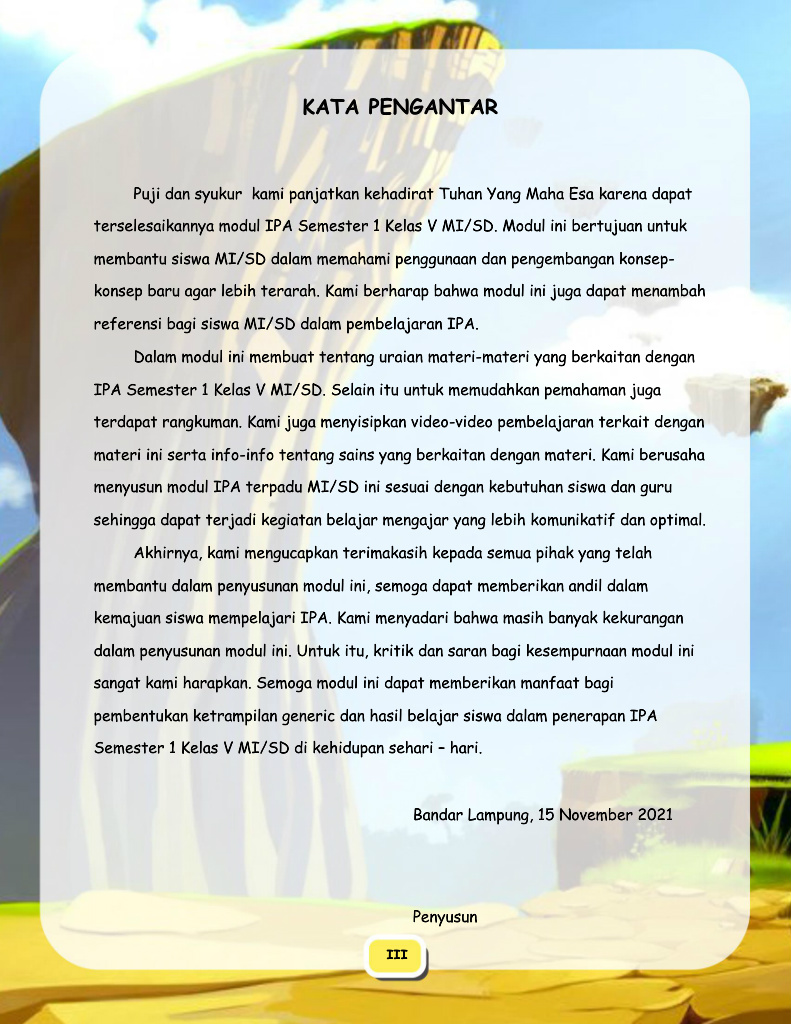 KATA PENGANTAR
Puji dan syukur kami panjatkan kehadirat Tuhan Yang Maha Esa karena dapat
terselesaikannya modul IPA Semester 1 Kelas V MI/SD. Modul ini bertujuan untuk
membantu siswa MI/SD dalam memahami penggunaan dan pengembangan konsep-
konsep baru agar lebih terarah. Kami berharap bahwa modul ini juga dapat menambah
referensi bagi siswa MI/SD dalam pembelajaran IPA.
Dalam modul ini membuat tentang uraian materi-materi yang berkaitan dengan
IPA Semester 1 Kelas V MI/SD. Selain itu untuk memudahkan pemahaman juga
terdapat rangkuman. Kami juga menyisipkan video-video pembelajaran terkait dengan
materi ini serta info-info tentang sains yang berkaitan dengan materi. Kami berusaha
menyusun modul IPA terpadu MI/SD ini sesuai dengan kebutuhan siswa dan guru
sehingga dapat terjadi kegiatan belajar mengajar yang lebih komunikatif dan optimal.
Akhirnya, kami mengucapkan terimakasih kepada semua pihak yang telah
membantu dalam penyusunan modul ini, semoga dapat memberikan andil dalam
kemajuan siswa mempelajari IPA. Kami menyadari bahwa masih banyak kekurangan
dalam penyusunan modul ini. Untuk itu, kritik dan saran bagi kesempurnaan modul ini
sangat kami harapkan. Semoga modul ini dapat memberikan manfaat bagi
pembentukan ketrampilan generic dan hasil belajar siswa dalam penerapan IPA
Semester 1 Kelas V MI/SD di kehidupan sehari – hari.
Bandar Lampung, 15 November 2021
Penyusun
III